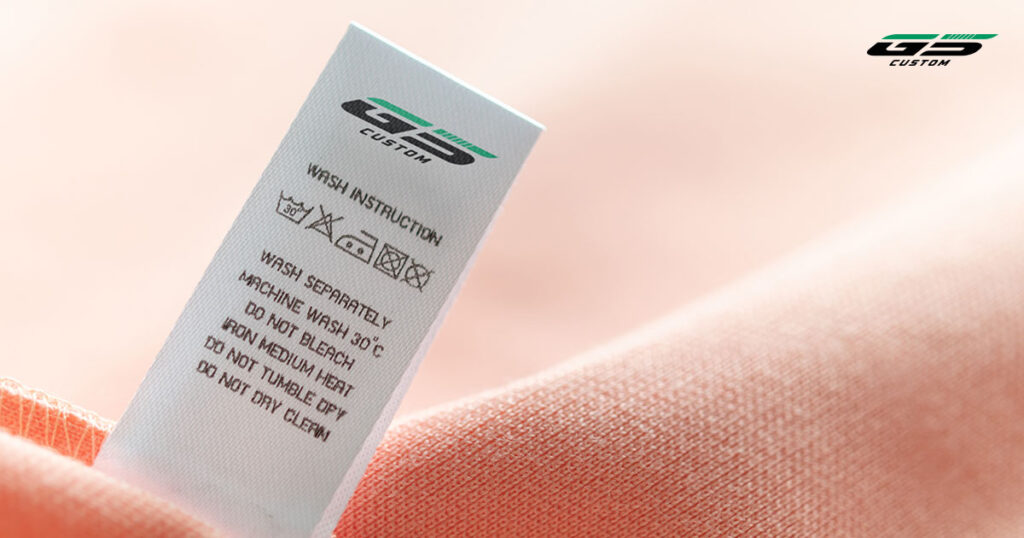 GS
CUSTOM
GS
CUSTOM
WASH INSTRUCTION
30°
WASH SEPARATELY
MACHINE WASH 30°C
DO NOT BLEACH
IRON MEDIUM HEAT
DO NOT TUMBLE DPY
DO NOT DRY CLEAN